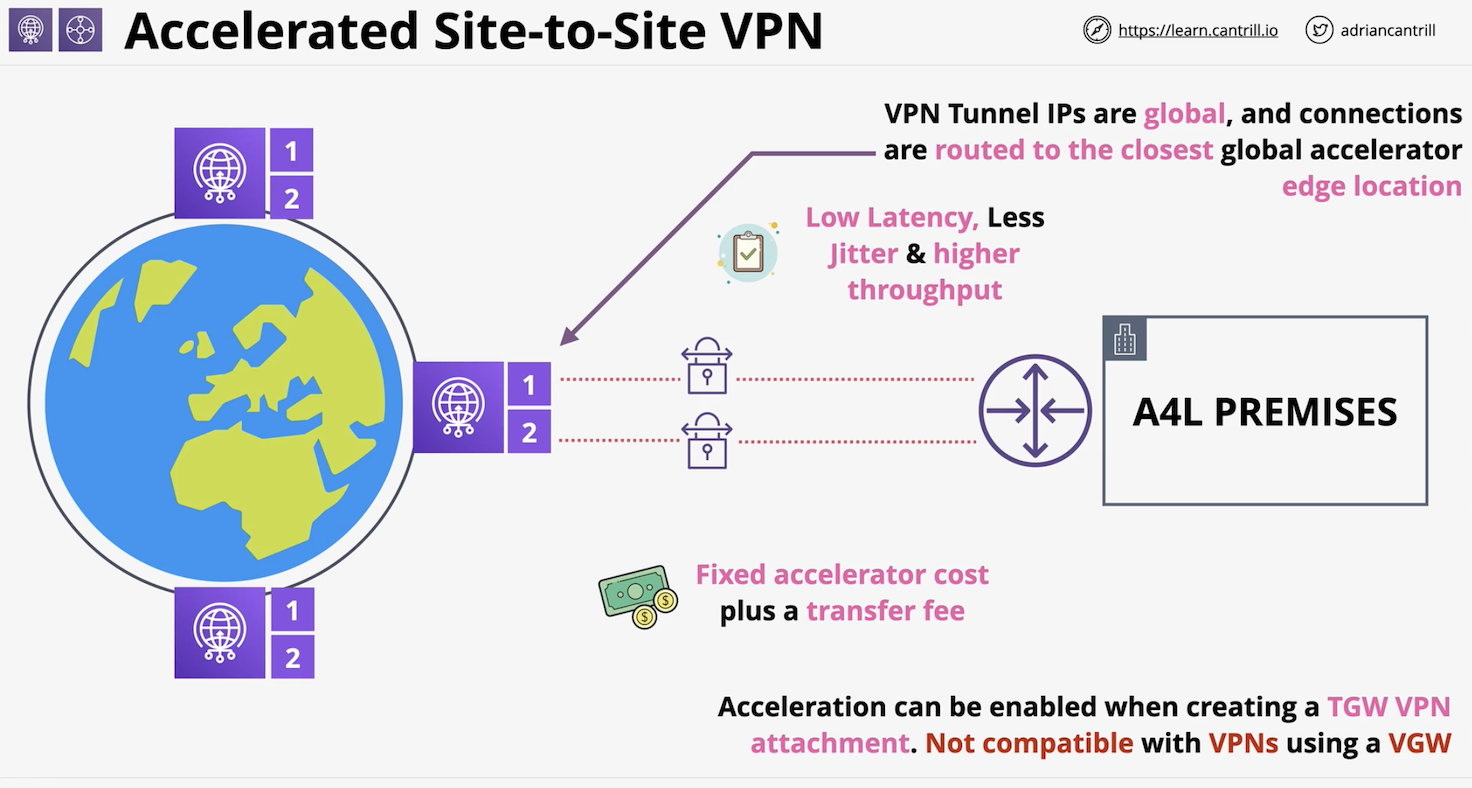 Accelerated Site-to-Site VPN
https://learn.cantrill.io
adriancantrill
VPN Tunnel IPs are global, and connections
are routed to the closest global accelerator
edge location
1
2
Low Latency, Less
Jitter & higher
throughput
1
2
A4L PREMISES
Fixed accelerator cost
plus a transfer fee
1
2
Acceleration can be enabled when creating a TGW VPN
attachment. Not compatible with VPNs using a VGW